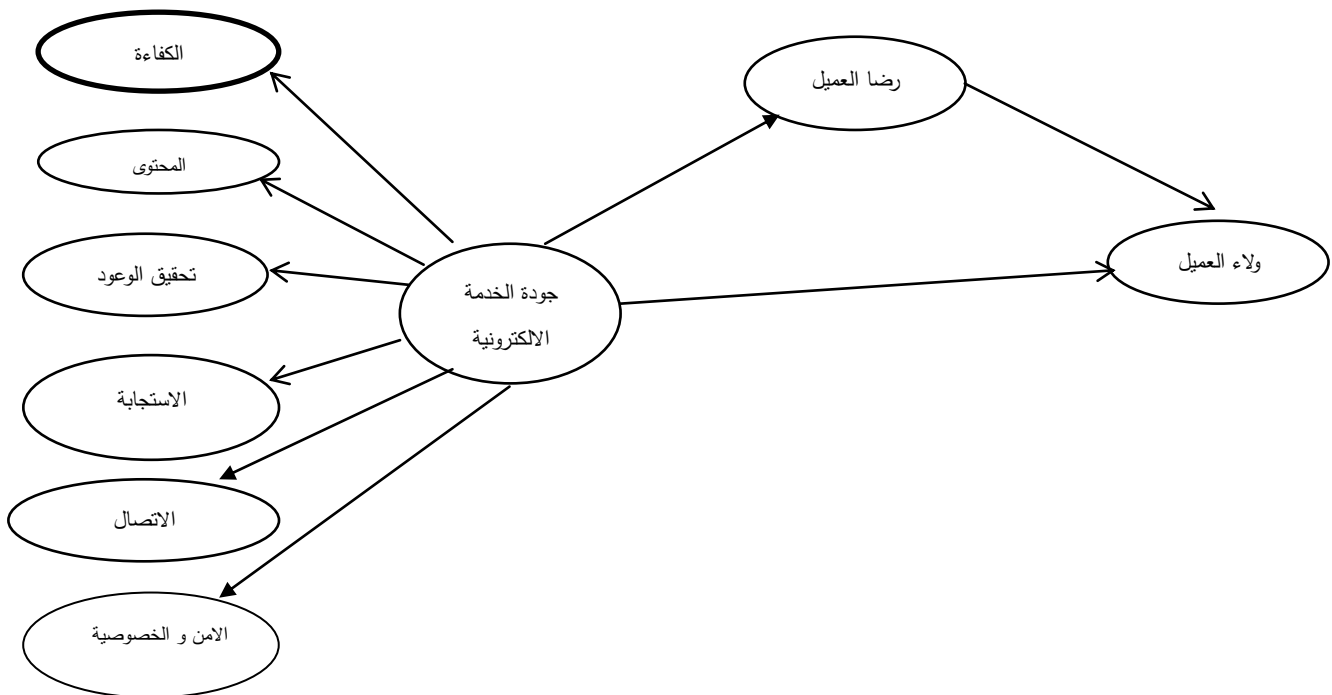 الكفاءة
رضا العميل
المحتوى
تحقيق الوعود
ولاء العميل
جودة الخدمة
الالكترونية
الاستجابة
الاتصال
الامن و الخصوصية